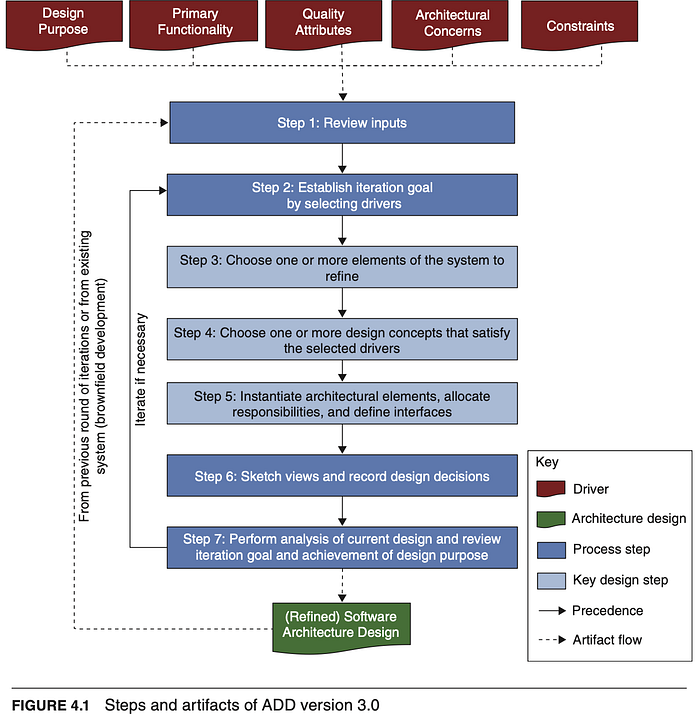 Design
Purpose
Primary
Functionality
Quality
Attributes
Architectural
Concerns
Constraints
Step 1: Review inputs
Step 2: Establish iteration goal
by selecting drivers
Step 3: Choose one or more elements of the system to
refine
Step 4: Choose one or more design concepts that satisfy
the selected drivers
Step 5: Instantiate architectural elements, allocate
responsibilities, and define interfaces
Step 6: Sketch views and record design decisions
Step 7: Perform analysis of current design and review
iteration goal and achievement of design purpose
(Refined) Software
Architecture Design
From previous round of iterations or from existing
system (brownfield development)
Iterate if necessary
Key
Driver
Architecture design
Process step
Key design step
Precedence
Artifact flow
FIGURE 4.1 Steps and artifacts of ADD version 3.0